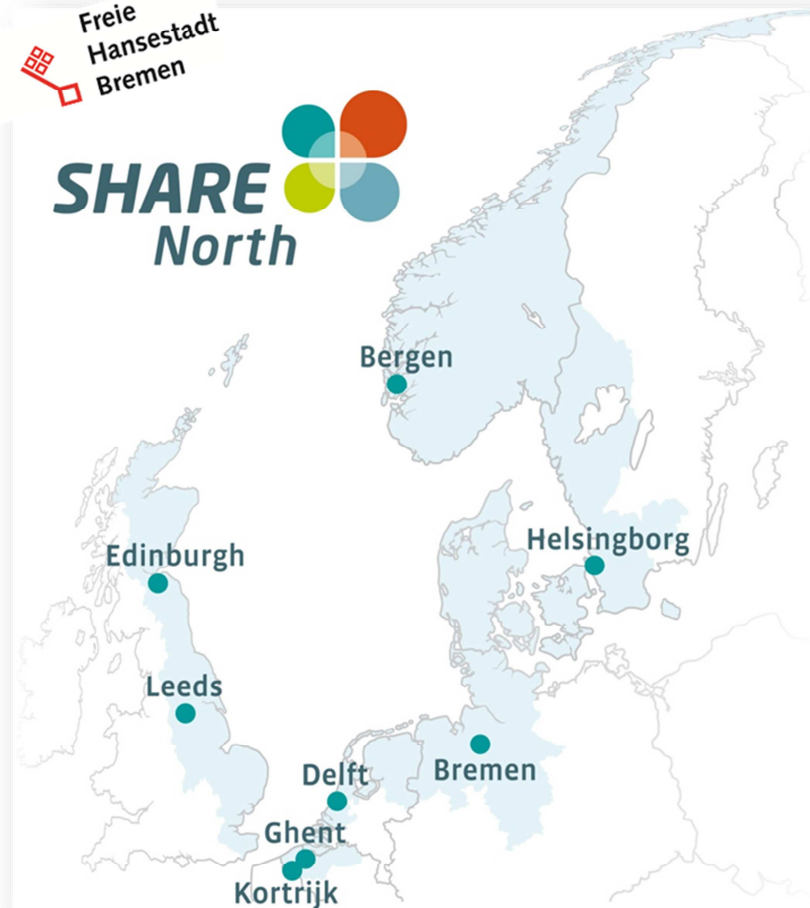 Freie
Hansestadt
Bremen
SHARE
North
Bergen
Helsingborg
Edinburgh
Leeds
Delft
Bremen
Ghent
Kortrijk